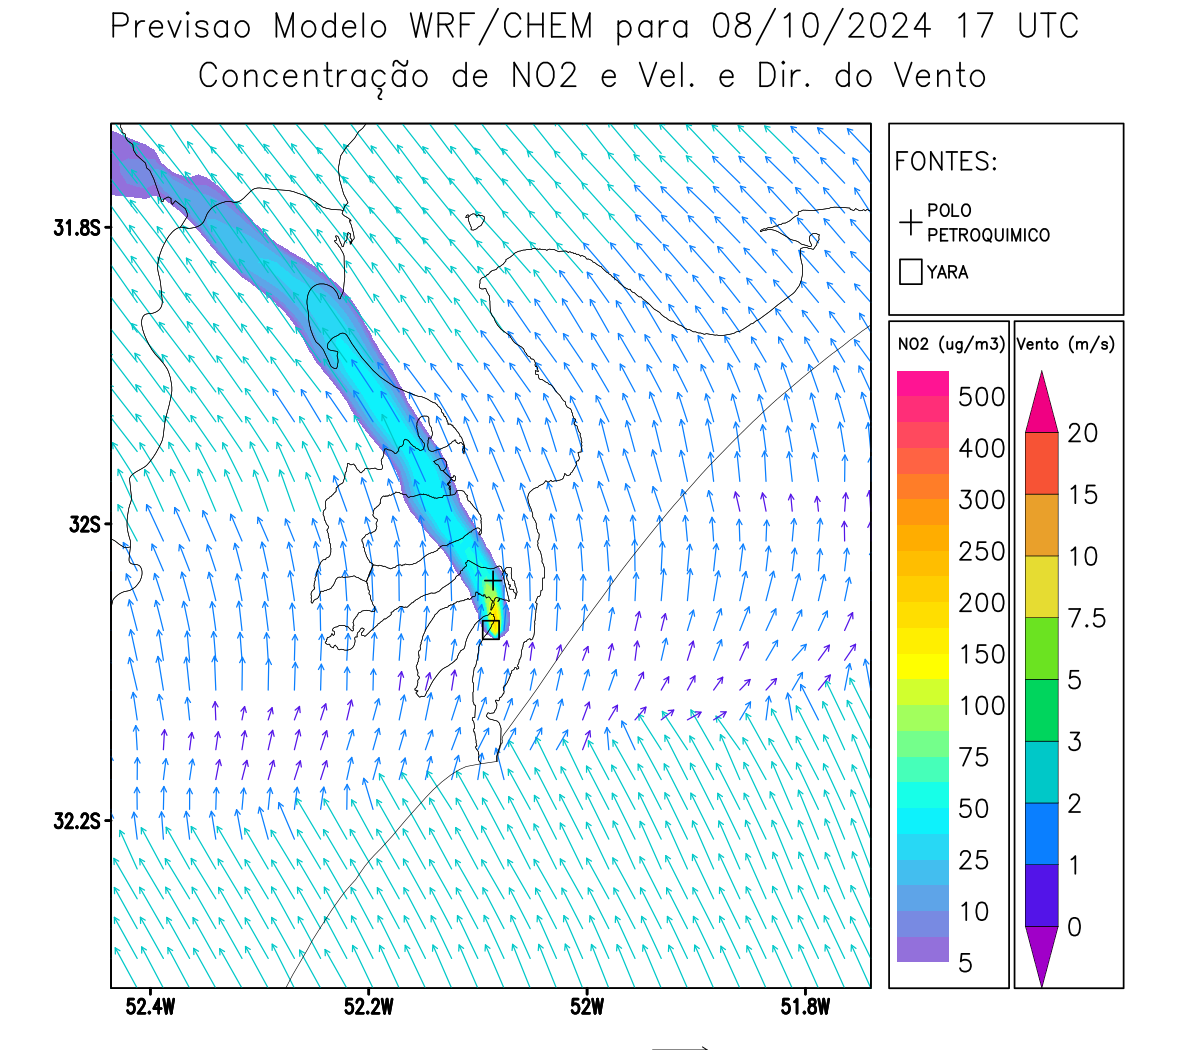 Previsao Modelo WRF/CHEM para 08/10/2024 17 UTC
Concentração de NO2 e Vel. e Dir. do Vento
FONTES:
POLO
PETROQUIMICO
YARA
NO2 (ug/m3)
500
400
300
250
200
150
100
75
50
25
10
5
Vento (m/s)
20
15
10
7.5
5
3
2
1
0
31.8S
32S
32.2S
52.4W
52.2W
52W
51.8W